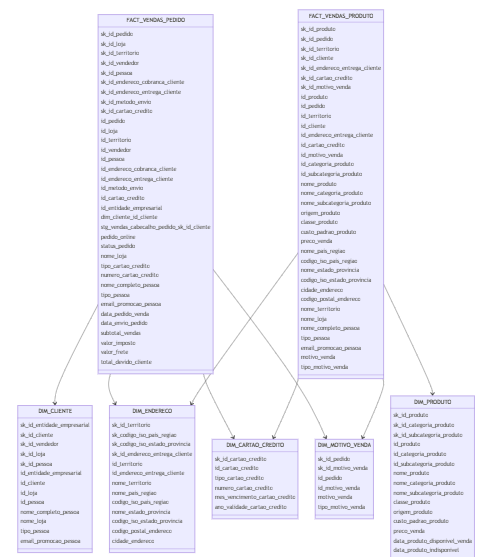 FACT_VENDAS_PEDIDO
sk_id_pedido
sk_id_loja
sk_id_territorio
sk_id_vendedor
sk_id_pessoa
sk_id_endereco_cobranca_cliente
sk_id_endereco_entrega_cliente
sk_id_metodo_envio
sk_id_cartao_credito
id_pedido
id_loja
id_territorio
id_vendedor
id_pessoa
id_endereco_cobranca_cliente
id_endereco_entrega_cliente
id_metodo_envio
id_cartao_credito
id_entidade_empresarial
dim_cliente_id_cliente
stg_vendas_cabecalho_pedido_sk_id_cliente
pedido_online
status_pedido
nome_loja
tipo_cartao_credito
numero_cartao_credito
nome_completo_pessoa
tipo_pessoa
email_promocao_pessoa
data_pedido_venda
data_envio_pedido
subtotal_vendas
valor_imposto
valor_frete
total_devido_cliente
FACT_VENDAS_PRODUTO
sk_id_produto
sk_id_pedido
sk_id_territorio
sk_id_cliente
sk_id_endereco_entrega_cliente
sk_id_cartao_credito
sk_id_motivo_venda
id_produto
id_pedido
id_territorio
id_cliente
id_endereco_entrega_cliente
id_cartao_credito
id_motivo_venda
id_categoria_produto
id_subcategoria_produto
nome_produto
nome_categoria_produto
nome_subcategoria_produto
origem_produto
classe_produto
custo_padrao_produto
preco_venda
nome_pais_regiao
codigo_iso_pais_regiao
nome_estado_provincia
codigo_iso_estado_provincia
cidade_endereco
codigo_postal_endereco
nome_territorio
nome_loja
nome_completo_pessoa
tipo_pessoa
email_promocao_pessoa
motivo_venda
tipo_motivo_venda
DIM_CLIENTE
sk_id_entidade_empresarial
sk_id_cliente
sk_id_vendedor
sk_id_loja
sk_id_pessoa
id_entidade_empresarial
id_cliente
id_loja
id_pessoa
nome_completo_pessoa
nome_loja
tipo_pessoa
email_promocao_pessoa
DIM_ENDERECO
sk_id_territorio
sk_codigo_iso_pais_regiao
sk_codigo_iso_estado_provincia
sk_id_endereco_entrega_cliente
id_territorio
id_endereco_entrega_cliente
nome_territorio
nome_pais_regiao
codigo_iso_pais_regiao
nome_estado_provincia
codigo_iso_estado_provincia
codigo_postal_endereco
cidade_endereco
DIM_CARTAO_CREDITO
sk_id_cartao_credito
id_cartao_credito
tipo_cartao_credito
numero_cartao_credito
mes_vencimento_cartao_credito
ano_validade_cartao_credito
DIM_MOTIVO_VENDA
sk_id_pedido
sk_id_motivo_venda
id_pedido
id_motivo_venda
motivo_venda
tipo_motivo_venda
DIM_PRODUTO
sk_id_produto
sk_id_categoria_produto
sk_id_subcategoria_produto
id_produto
id_categoria_produto
id_subcategoria_produto
nome_produto
nome_categoria_produto
nome_subcategoria_produto
classe_produto
origem_produto
custo_padrao_produto
preco_venda
data_produto_disponivel_venda
data_produto_indisponivel